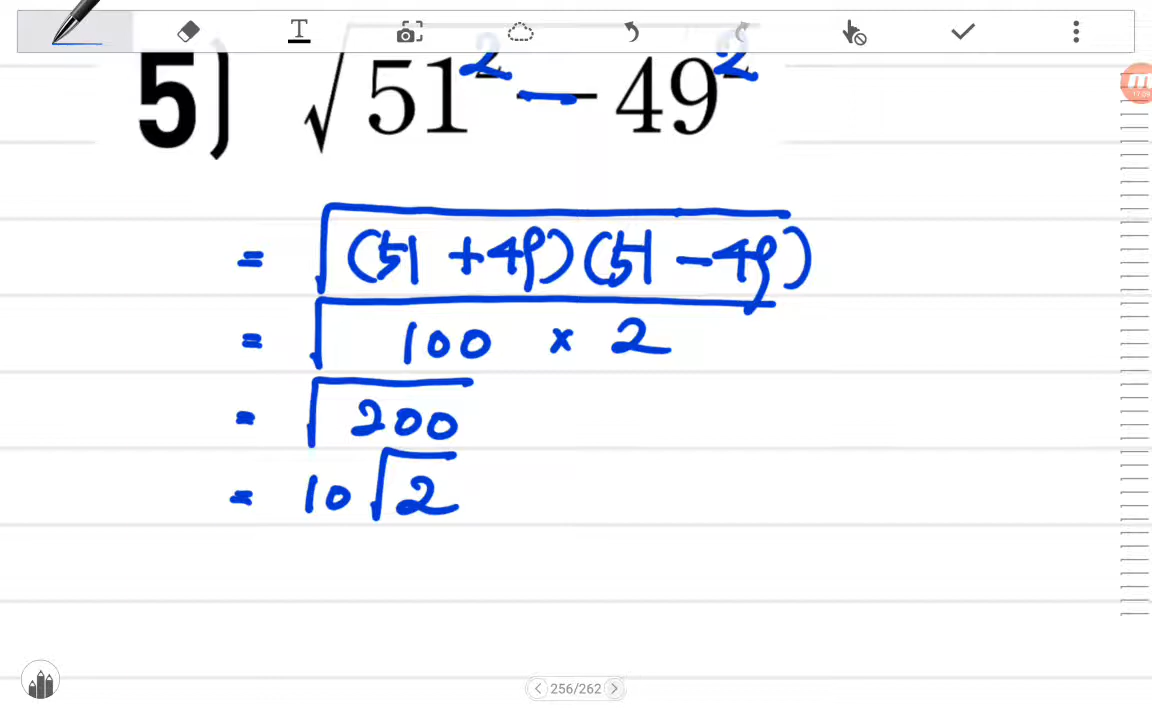 T
5) √51² − 49²
= √(51 + 49)(51 − 49)
= √100 × 2
= √200
= 10√2
256/262